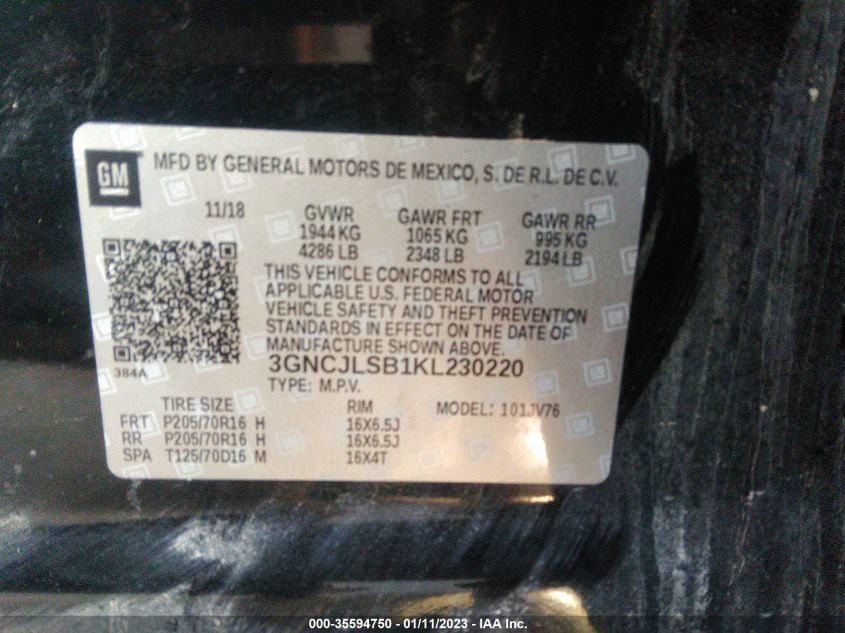 GM MFD BY GENERAL MOTORS DE MEXICO, S. DE R.L. DE C.V.
11/18 GVWR GAWR FRT GAWR RR
1944 KG 1065 KG 995 KG
4286 LB 2348 LB 2194 LB
THIS VEHICLE CONFORMS TO ALL
APPLICABLE U.S. FEDERAL MOTOR
VEHICLE SAFETY AND THEFT PREVENTION
STANDARDS IN EFFECT ON THE DATE OF
MANUFACTURE SHOWN ABOVE.
384A 3GNCJLSB1KL230220
TYPE: M.P.V.
TIRE SIZE RIM MODEL: 101JV76
FRT P205/70R16 H 16X6.5J
RR P205/70R16 H 16X6.5J
SPA T125/70D16 M 16X4T
000-35594750 - 01/11/2023 - IAA Inc.